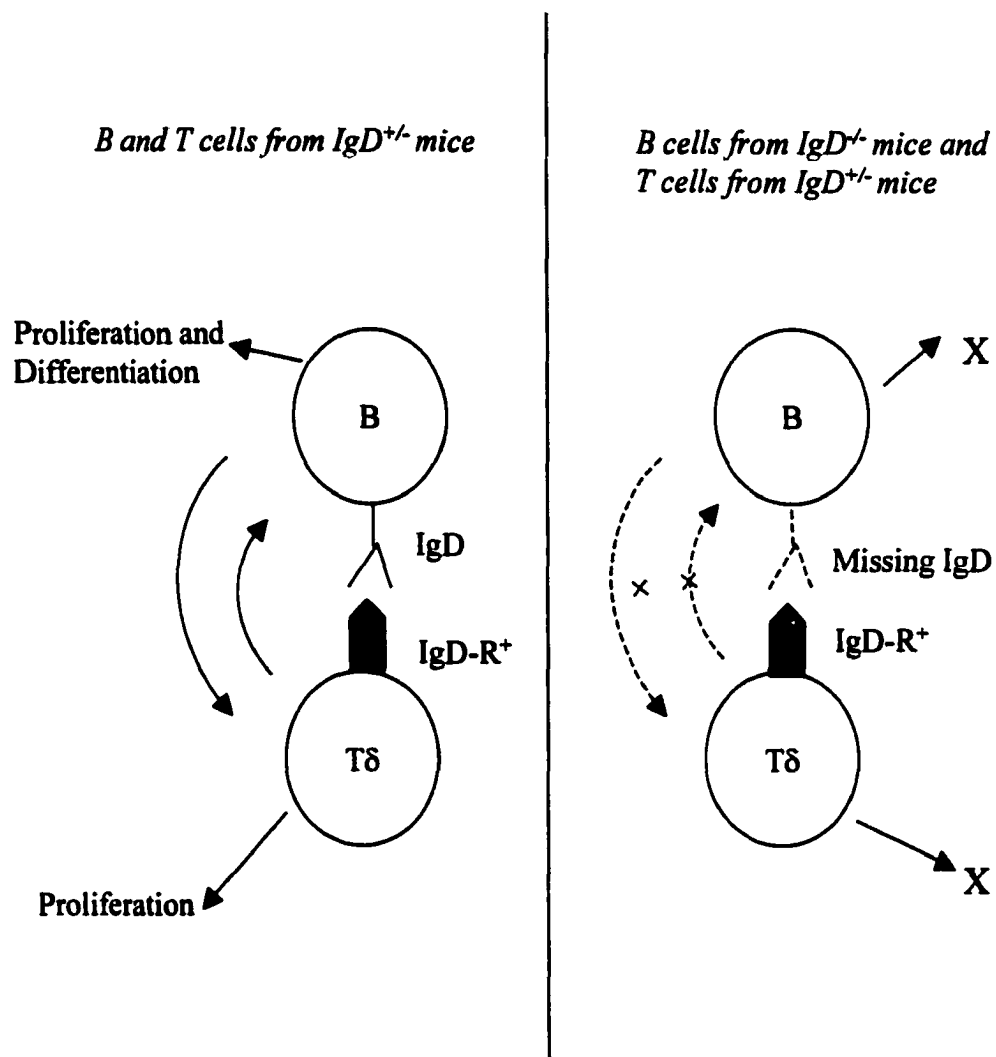 B and T cells from IgD+/- mice
Proliferation and
Differentiation
B
IgD
IgD-R+
Tδ
Proliferation
B cells from IgD-/- mice and
T cells from IgD+/- mice
X
B
Missing IgD
x
x
IgD-R+
Tδ
X